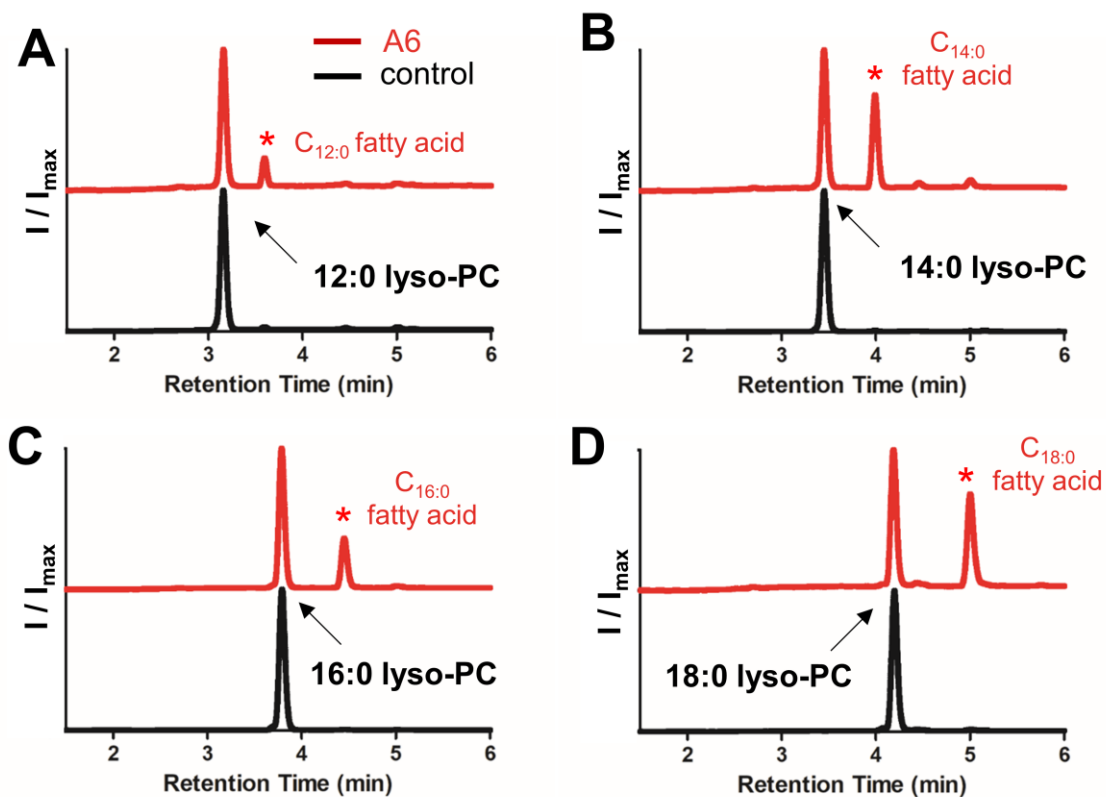 A
A6
control
* C12:0 fatty acid
12:0 lyso-PC
I / Imax
2 3 4 5 6
Retention Time (min)
B
C14:0
* fatty acid
14:0 lyso-PC
I / Imax
2 3 4 5 6
Retention Time (min)
C
C16:0
* fatty acid
16:0 lyso-PC
I / Imax
2 3 4 5 6
Retention Time (min)
D
C18:0
* fatty acid
18:0 lyso-PC
I / Imax
2 3 4 5 6
Retention Time (min)